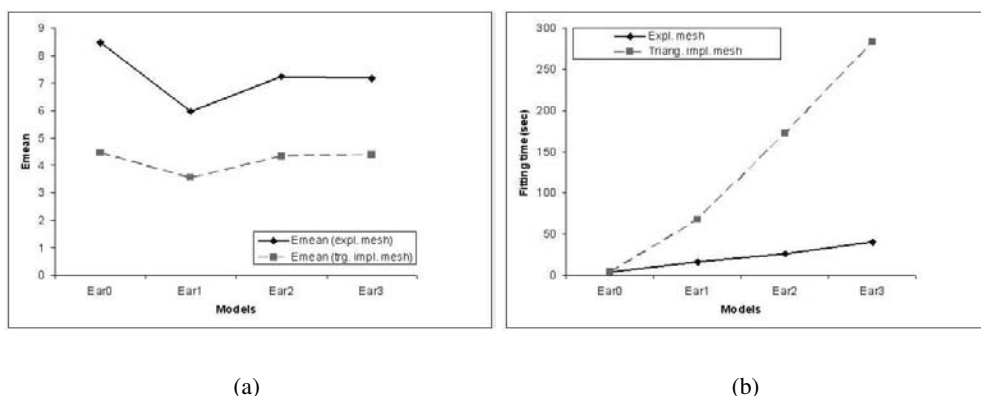 9
8
7
6
5
4
3
2
1
0
Emean
Emean (expl. mesh)
Emean (trg. impl. mesh)
Ear0 Ear1 Ear2 Ear3
Models
(a)
300
250
200
150
100
50
0
Fitting time (sec)
Expl. mesh
Triang. impl. mesh
Ear0 Ear1 Ear2 Ear3
Models
(b)